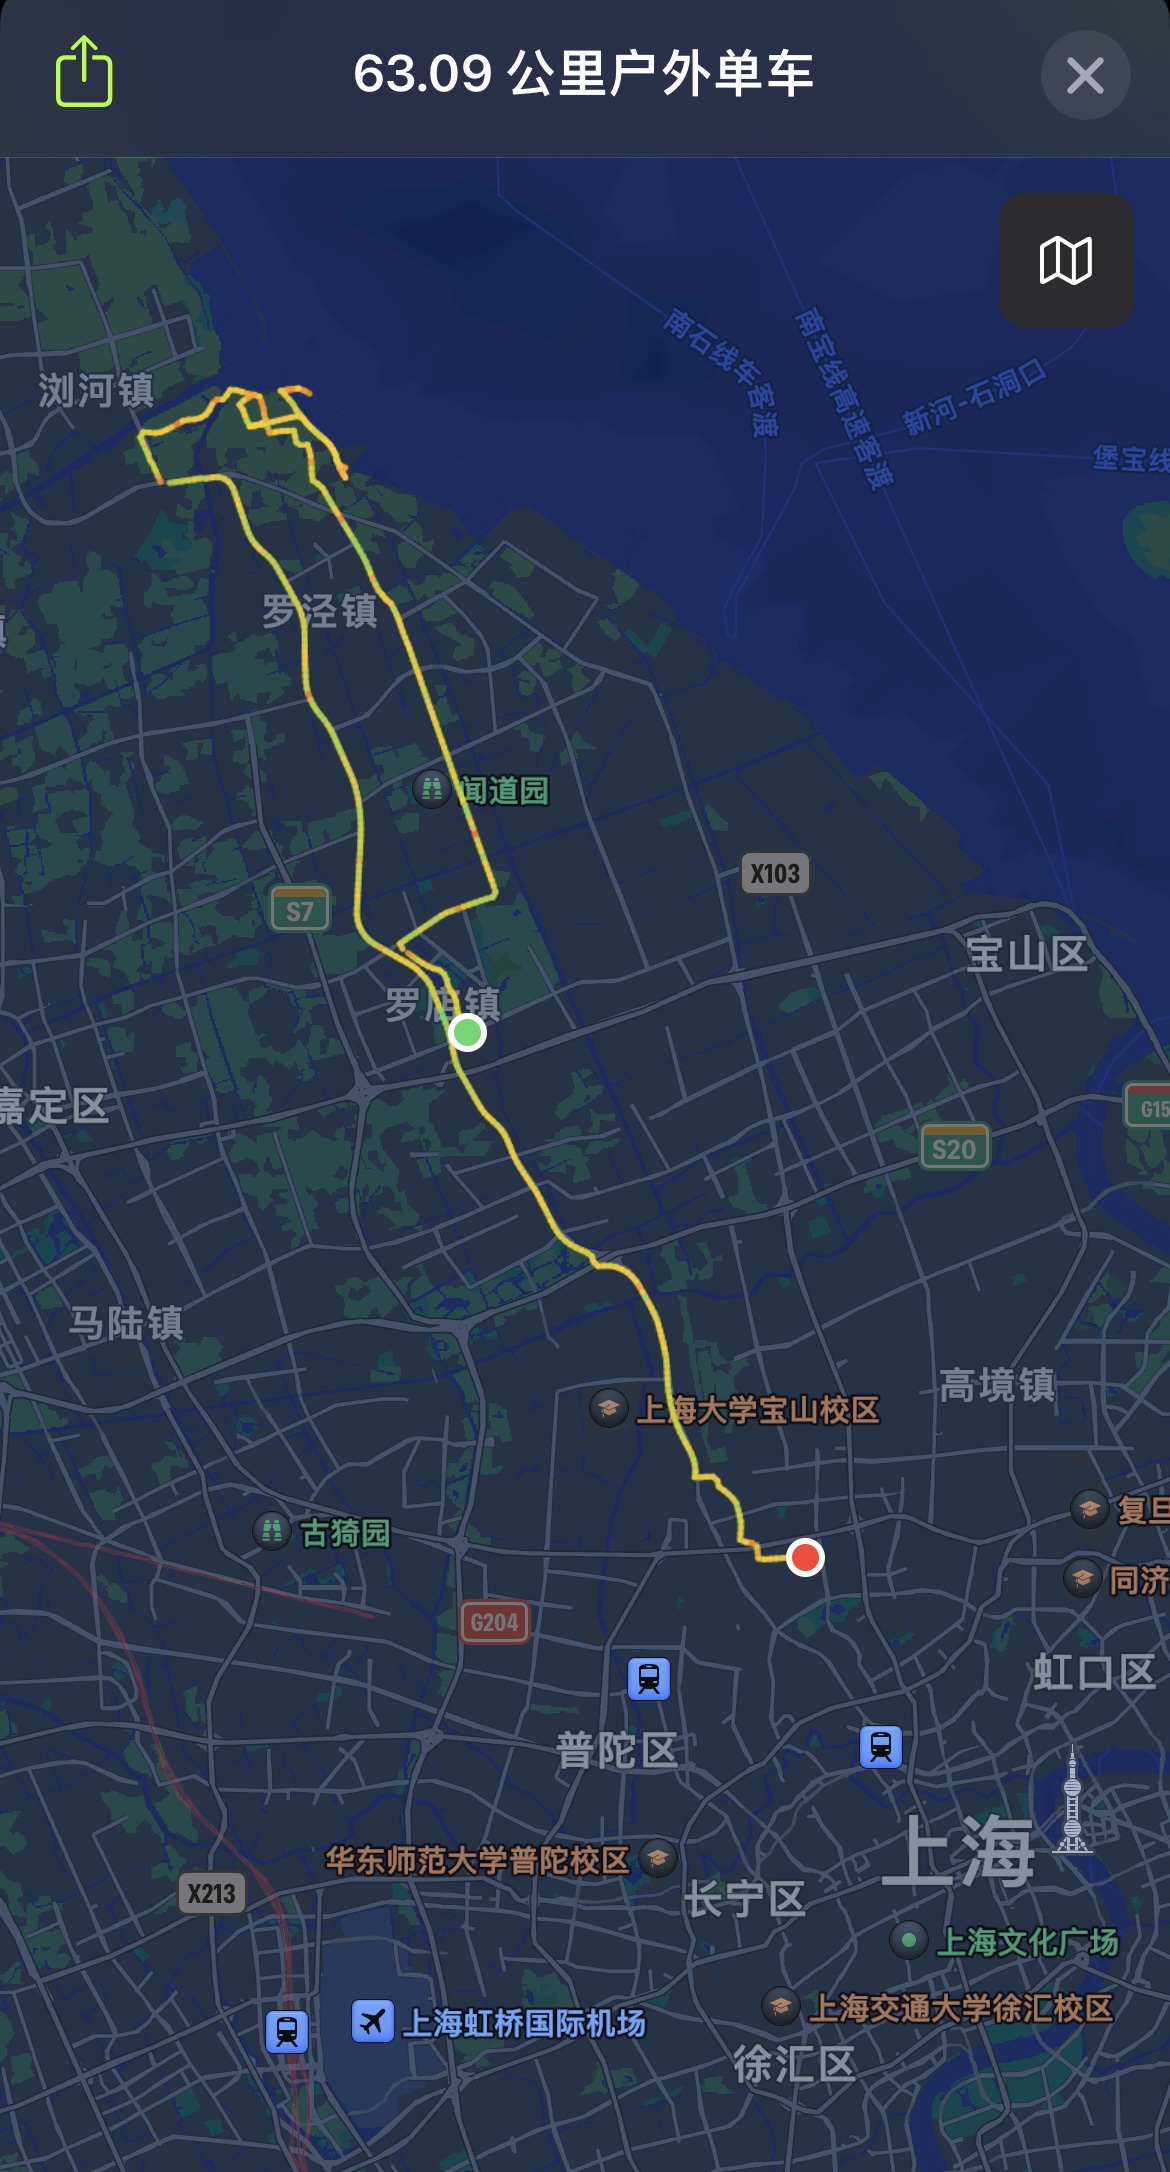 63.09 公里户外单车
南石线车客渡
南宝线高速客渡
新河-石洞口
浏河镇
堡宝线
罗泾镇
闻道园
X103
S7
宝山区
罗店镇
嘉定区
G15
S20
马陆镇
高境镇
上海大学宝山校区
复旦
古猗园
同济
G204
虹口区
普陀区
上海
华东师范大学普陀校区
X213
长宁区
上海文化广场
上海交通大学徐汇校区
上海虹桥国际机场
徐汇区